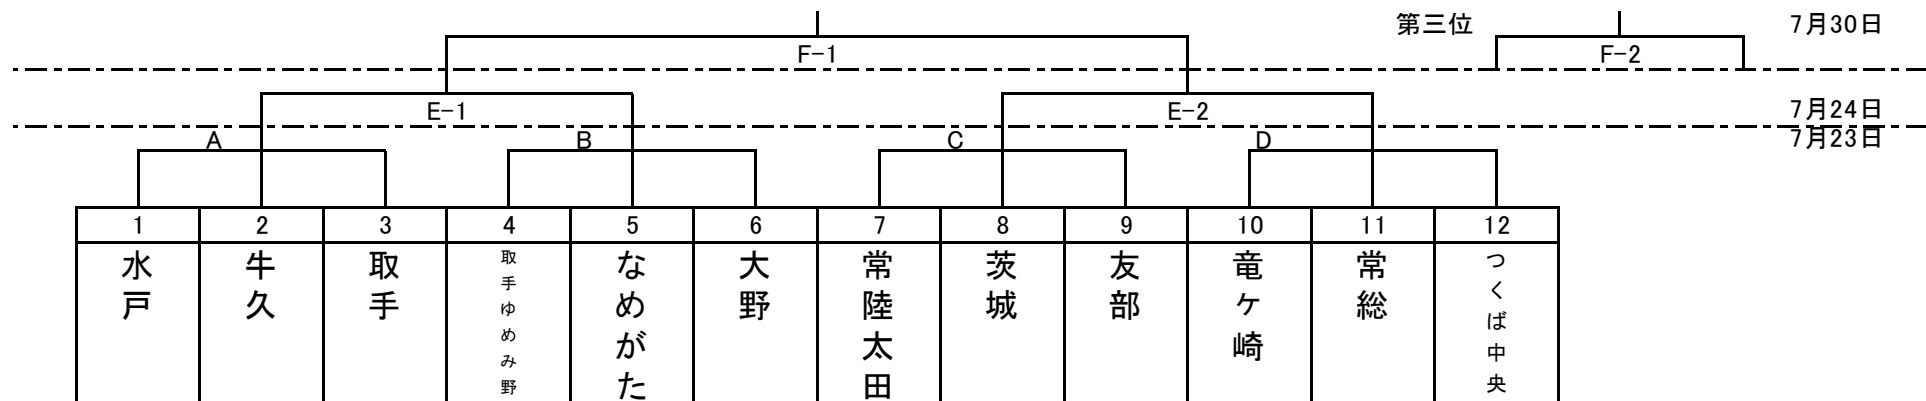 第三位 7月30日
F-1 F-2
E-1 E-2 7月24日
A B C D 7月23日
1 2 3 4 5 6 7 8 9 10 11 12
水戸
牛久
取手
取手ゆめみ野
なめがた
大野
常陸太田
茨城
友部
竜ケ崎
常総
つくば中央